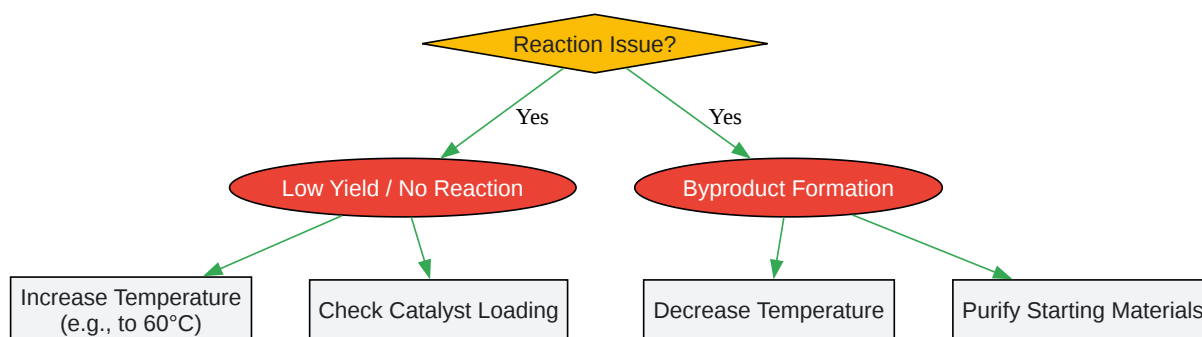 Reaction Issue?
Yes
Yes
Low Yield / No Reaction
Byproduct Formation
Increase Temperature
(e.g., to 60°C)
Check Catalyst Loading
Decrease Temperature
Purify Starting Materials